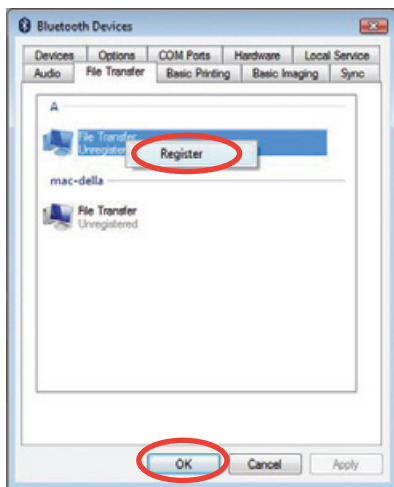 Bluetooth Devices
Devices Options COM Ports Hardware Local Service
Audio File Transfer Basic Printing Basic Imaging Sync
A
File Transfer
Unregistered
Register
mac-della
File Transfer
Unregistered
OK Cancel Apply